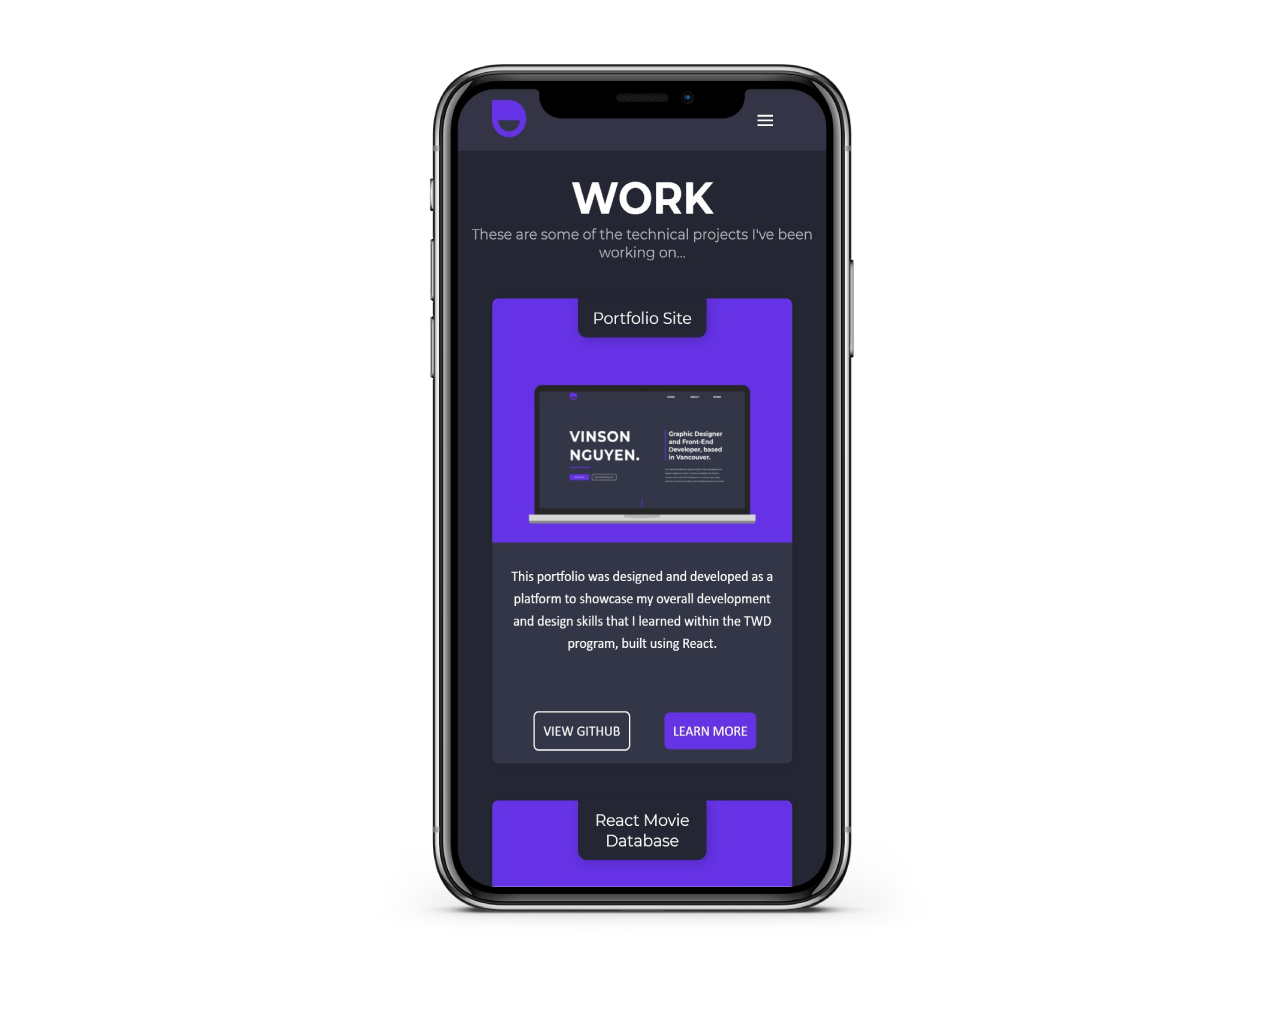 WORK
These are some of the technical projects I've been
working on...
Portfolio Site
VINSON
NGUYEN.
Graphic Designer
and Front-End
Developer, based
in Vancouver.
This portfolio was designed and developed as a
platform to showcase my overall development
and design skills that I learned within the TWD
program, built using React.
VIEW GITHUB
LEARN MORE
React Movie
Database